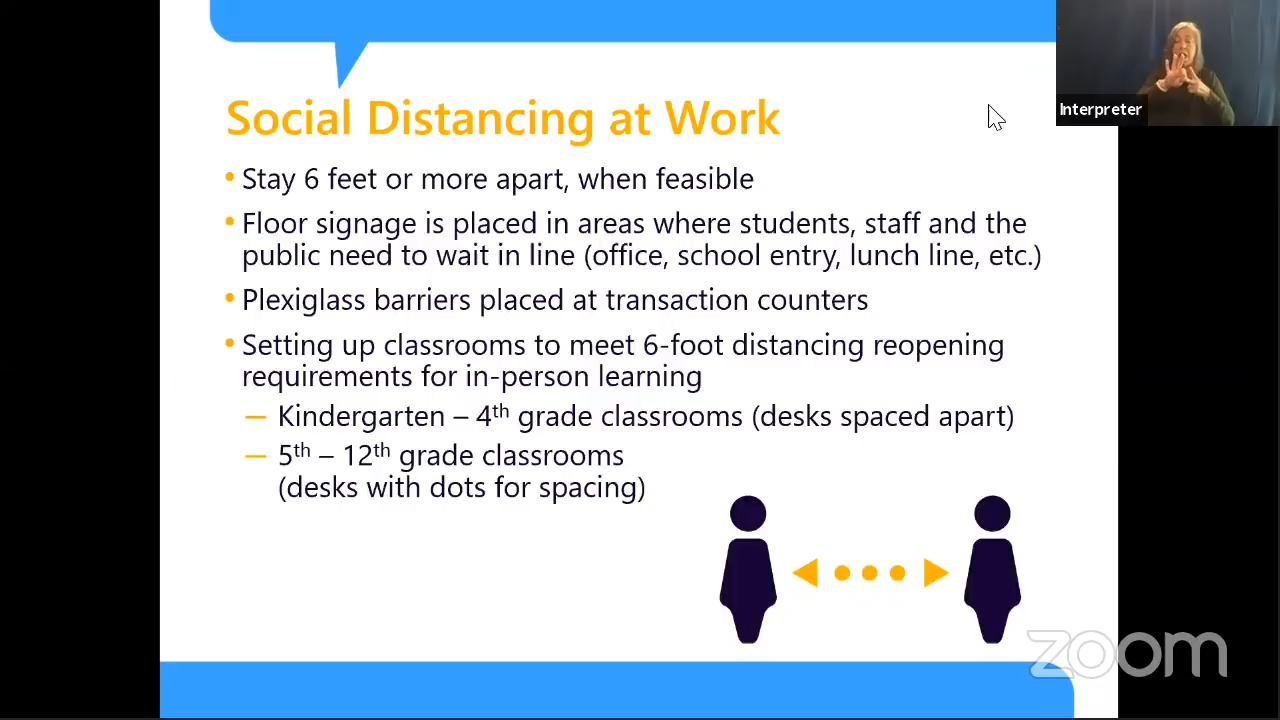 Social Distancing at Work
• Stay 6 feet or more apart, when feasible
• Floor signage is placed in areas where students, staff and the
public need to wait in line (office, school entry, lunch line, etc.)
• Plexiglass barriers placed at transaction counters
• Setting up classrooms to meet 6-foot distancing reopening
requirements for in-person learning
— Kindergarten – 4th grade classrooms (desks spaced apart)
— 5th – 12th grade classrooms
(desks with dots for spacing)
Interpreter
zoom